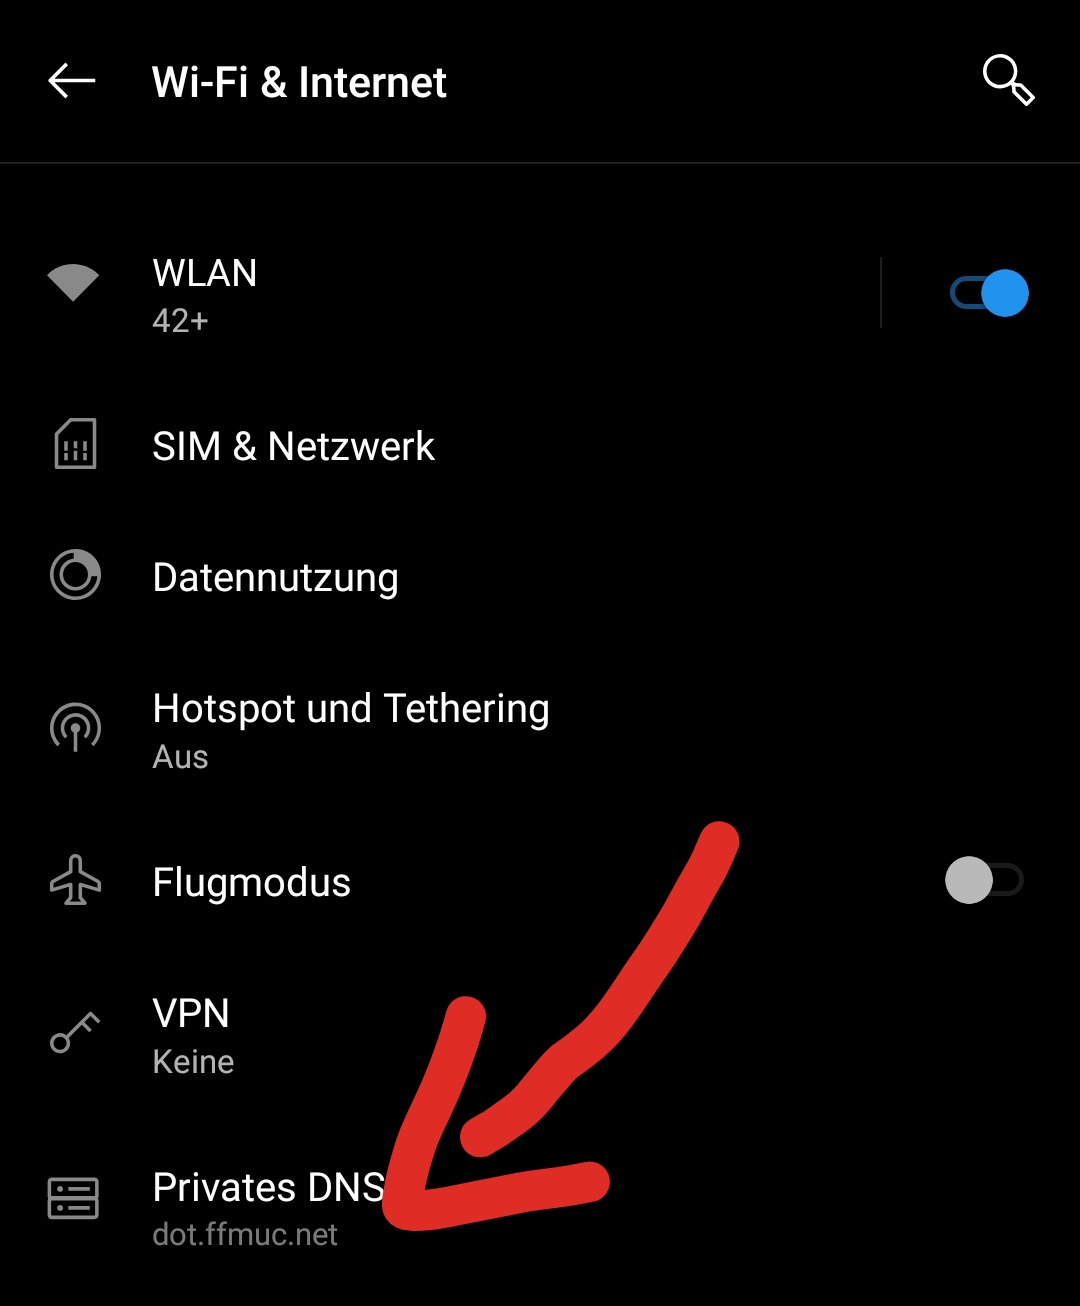 Wi-Fi & Internet
WLAN
42+
SIM & Netzwerk
Datennutzung
Hotspot und Tethering
Aus
Flugmodus
VPN
Keine
Privates DNS
dot.ffmuc.net